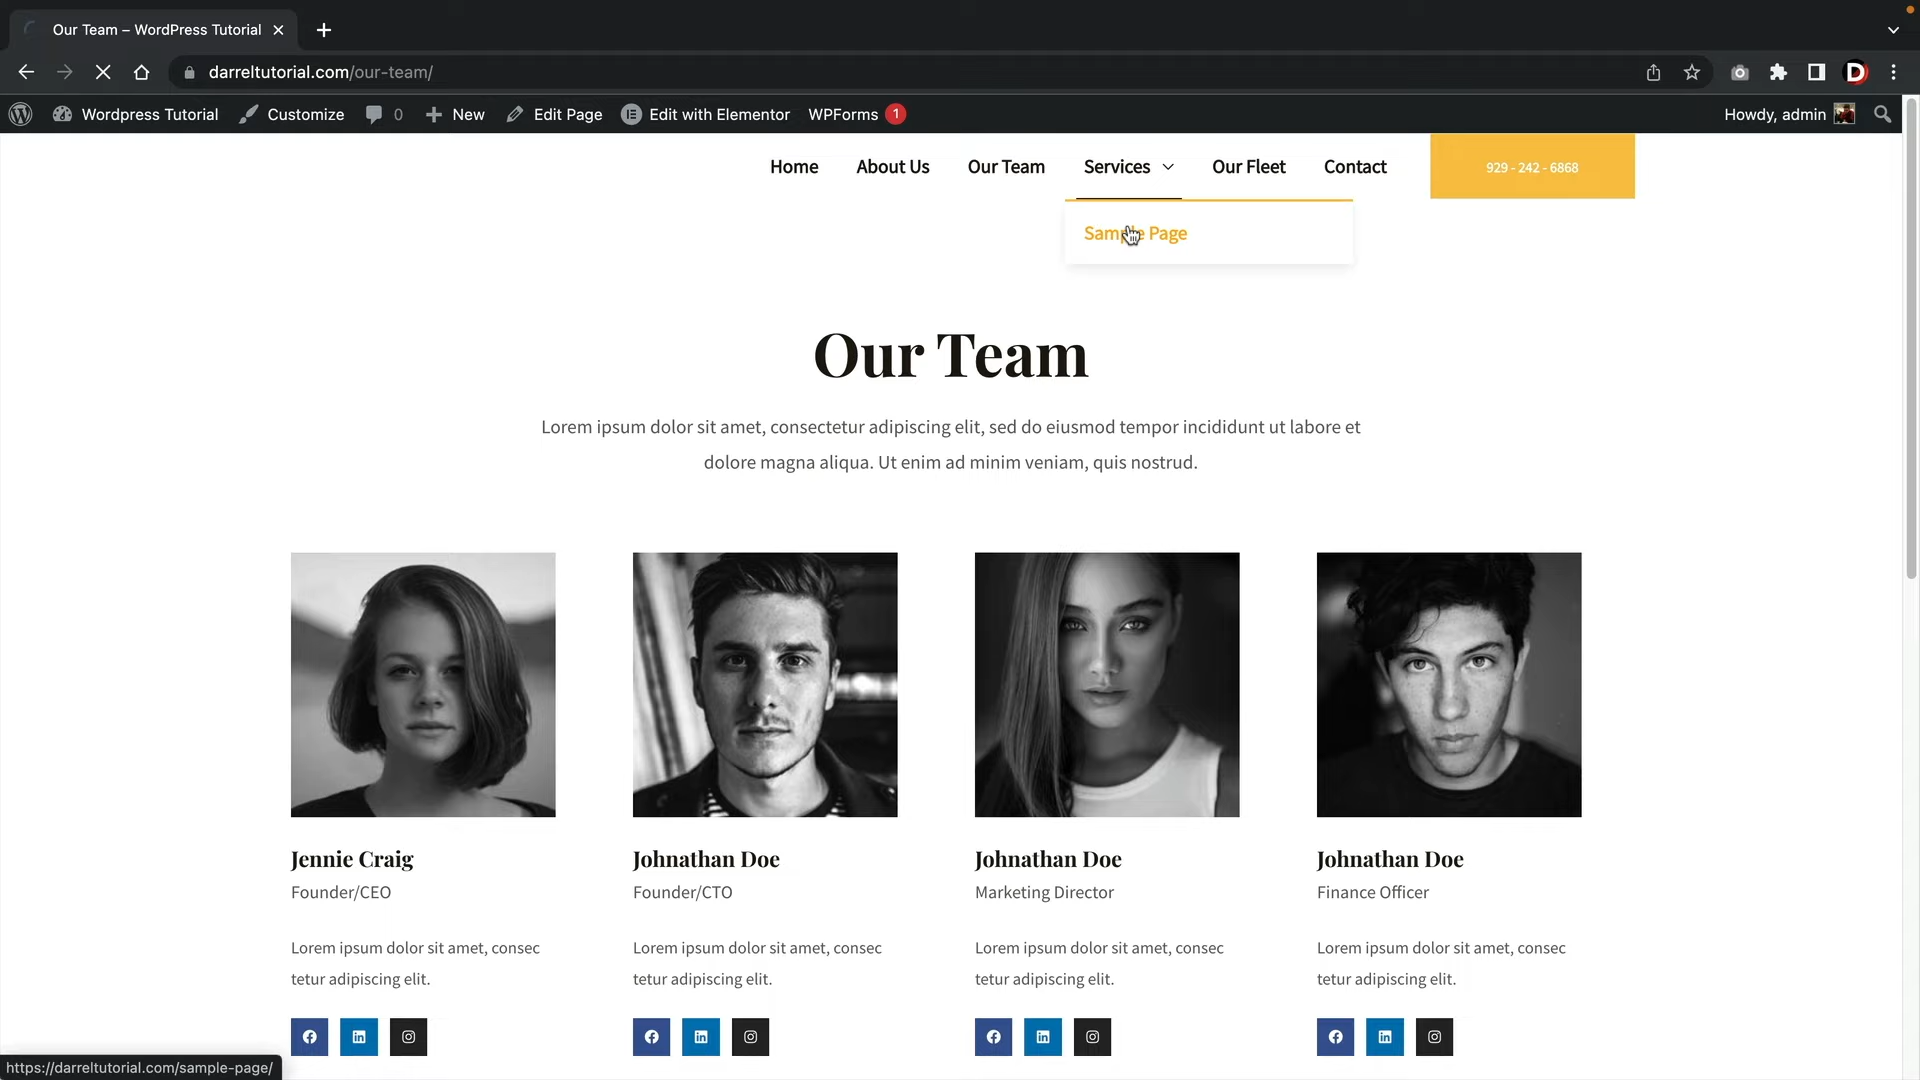 Our Team – WordPress Tutorial
darreltutorial.com/our-team/
Wordpress Tutorial Customize 0 New Edit Page Edit with Elementor WPForms 1 Howdy, admin
Home About Us Our Team Services Our Fleet Contact 929 - 242 - 6868
Sample Page
Our Team
Lorem ipsum dolor sit amet, consectetur adipiscing elit, sed do eiusmod tempor incididunt ut labore et
dolore magna aliqua. Ut enim ad minim veniam, quis nostrud.
Jennie Craig
Founder/CEO
Lorem ipsum dolor sit amet, consec
tetur adipiscing elit.
Johnathan Doe
Founder/CTO
Lorem ipsum dolor sit amet, consec
tetur adipiscing elit.
Johnathan Doe
Marketing Director
Lorem ipsum dolor sit amet, consec
tetur adipiscing elit.
Johnathan Doe
Finance Officer
Lorem ipsum dolor sit amet, consec
tetur adipiscing elit.
https://darreltutorial.com/sample-page/